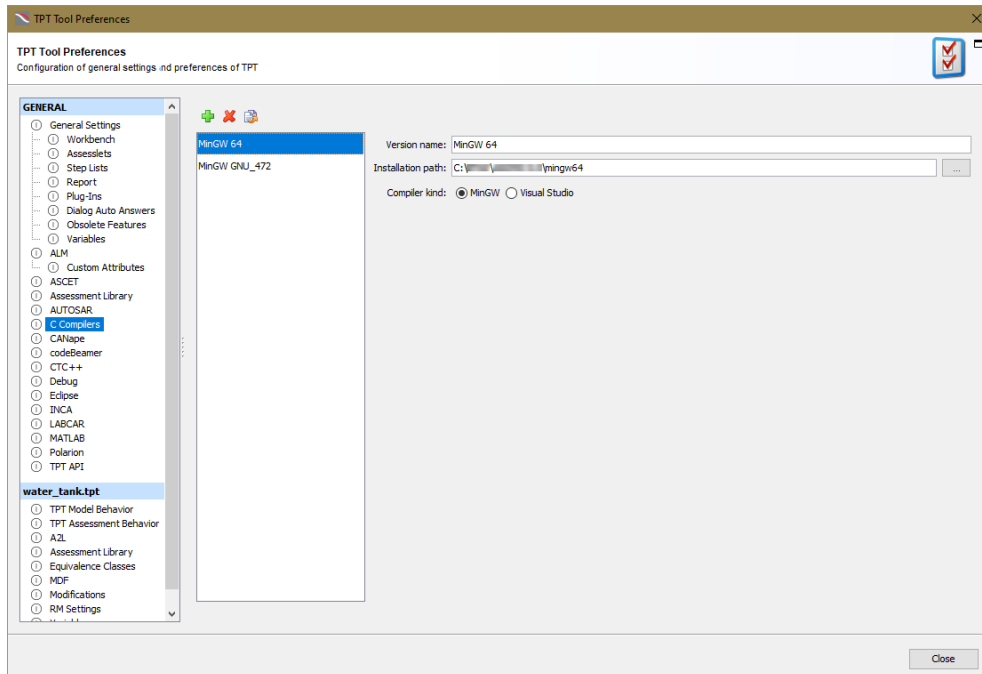 TPT Tool Preferences
TPT Tool Preferences
Configuration of general settings and preferences of TPT
GENERAL
General Settings
Workbench
Assesslets
Step Lists
Report
Plug-Ins
Dialog Auto Answers
Obsolete Features
Variables
ALM
Custom Attributes
ASCET
Assessment Library
AUTOSAR
C Compilers
CANape
codeBeamer
CTC++
Debug
Eclipse
INCA
LABCAR
MATLAB
Polarion
TPT API
water_tank.tpt
TPT Model Behavior
TPT Assessment Behavior
A2L
Assessment Library
Equivalence Classes
MDF
Modifications
RM Settings
MinGW 64
MinGW GNU_472
Version name: MinGW 64
Installation path: C:\ \ \mingw64
...
Compiler kind: MinGW Visual Studio
Close